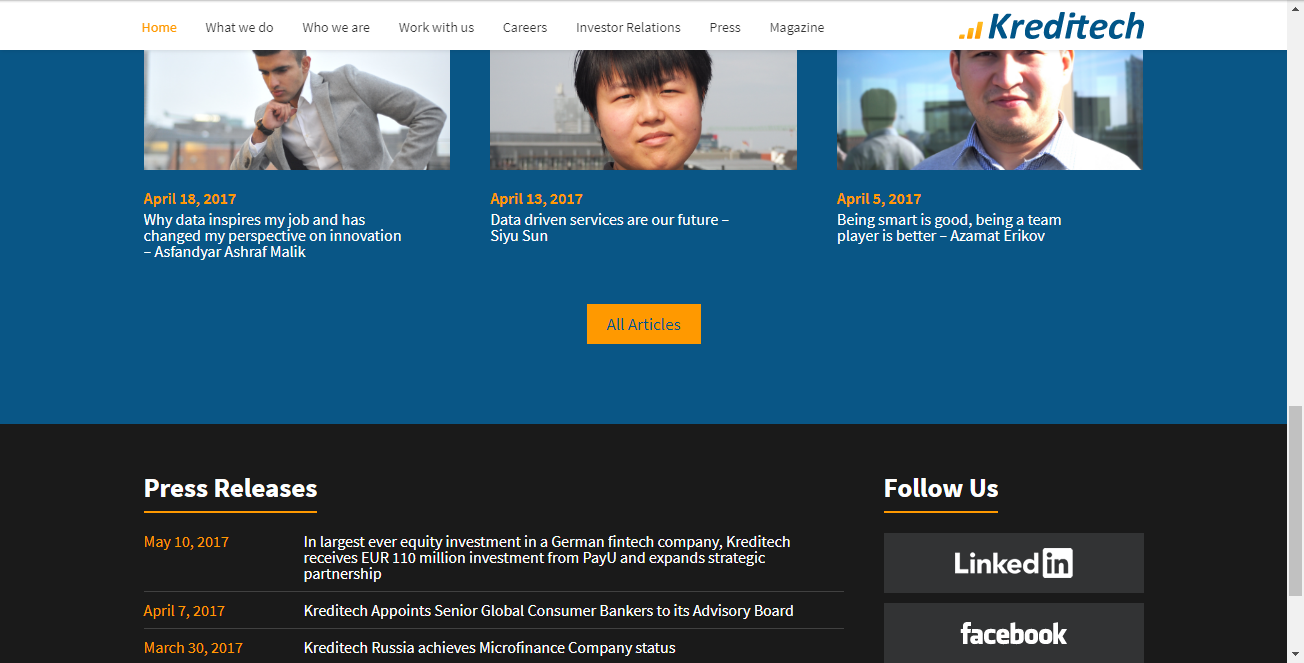 Home What we do Who we are Work with us Careers Investor Relations Press Magazine Kreditech
April 18, 2017
Why data inspires my job and has
changed my perspective on innovation
– Asfandyar Ashraf Malik
April 13, 2017
Data driven services are our future –
Siyu Sun
April 5, 2017
Being smart is good, being a team
player is better – Azamat Erikov
All Articles
Press Releases
May 10, 2017
In largest ever equity investment in a German fintech company, Kreditech
receives EUR 110 million investment from PayU and expands strategic
partnership
April 7, 2017
Kreditech Appoints Senior Global Consumer Bankers to its Advisory Board
March 30, 2017
Kreditech Russia achieves Microfinance Company status
Follow Us
Linked in
facebook